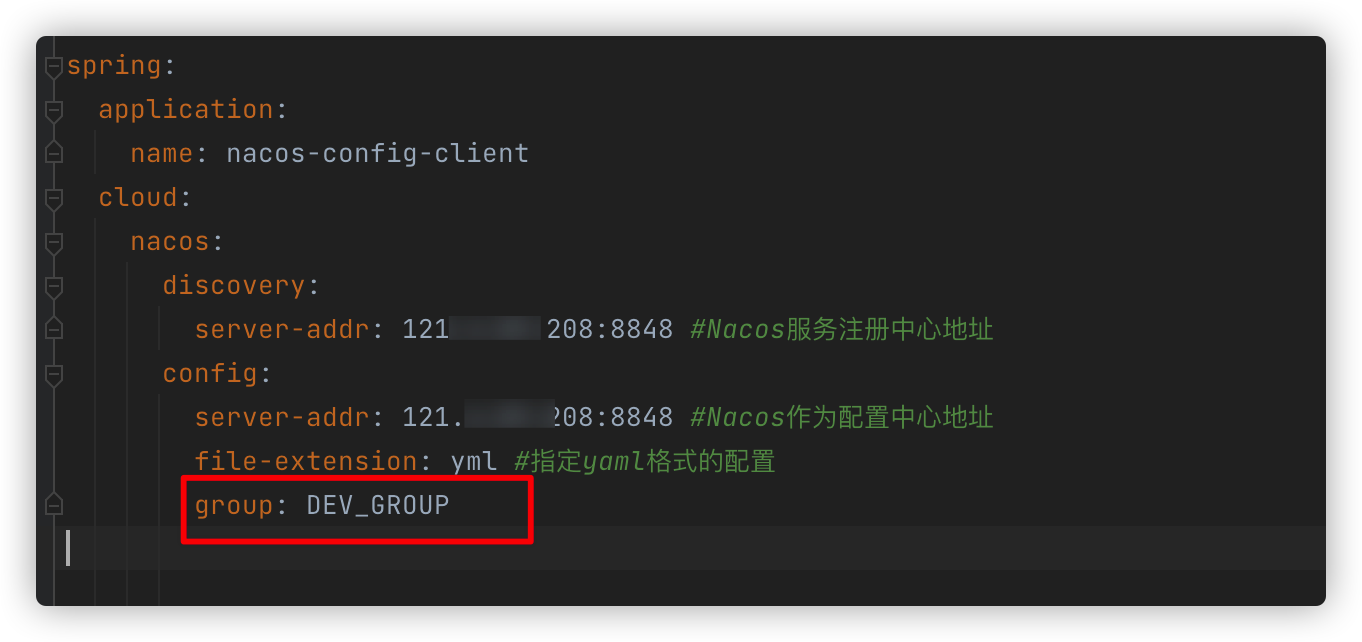 spring:
  application:
    name: nacos-config-client
  cloud:
    nacos:
      discovery:
        server-addr: 121 208:8848 #Nacos服务注册中心地址
      config:
        server-addr: 121. 208:8848 #Nacos作为配置中心地址
        file-extension: yml #指定yaml格式的配置
        group: DEV_GROUP